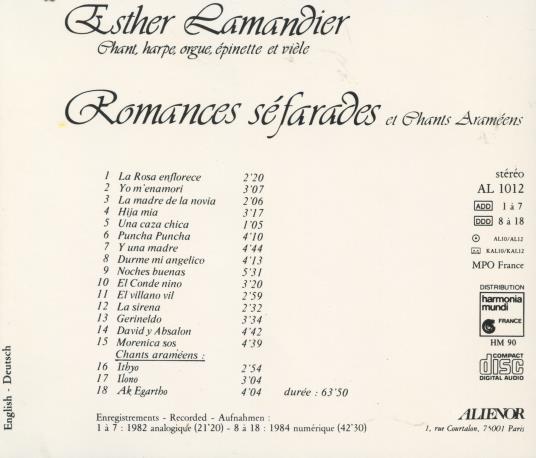 Esther Lamandier
Chant, harpe, orgue, épinette et vièle
Romances séfarades et Chants Araméens
1 La Rosa enflorece 2'20
2 Yo m'enamori 3'07
3 La madre de la novia 2'06
4 Hija mia 3'17
5 Una caza chica 1'05
6 Puncha Puncha 4'10
7 Y una madre 4'44
8 Durme mi angelico 4'13
9 Noches buenas 5'31
10 El Conde nino 3'20
11 El villano vil 2'59
12 La sirena 2'32
13 Gerineldo 3'34
14 David y Absalon 4'42
15 Morenica sos 4'39
Chants araméens :
16 Ithyo 2'54
17 Ilono 3'04
18 Ak Egartho 4'04 durée : 63'50
Enregistrements - Recorded - Aufnahmen :
1 à 7 : 1982 analogique (21'20) - 8 à 18 : 1984 numérique (42'30)
stéréo
AL 1012
ADD 1 à 7
DDD 8 à 18
AL10/AL12
KAL10/KAL12
MPO France
DISTRIBUTION
harmonia
mundi
FRANCE
HM 90
COMPACT
disc
DIGITAL AUDIO
ALIENOR
1, rue Courtalon, 75001 Paris
English - Deutsch